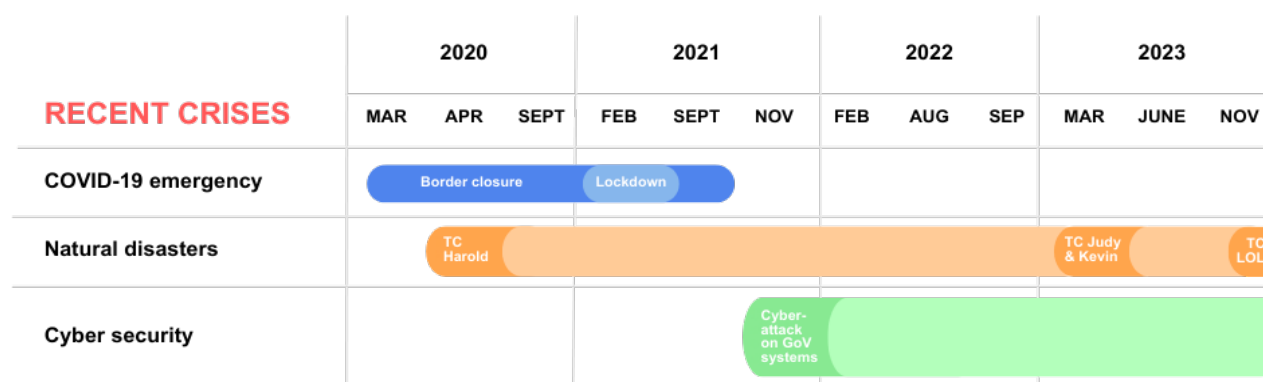 2020 2021 2022 2023
RECENT CRISES MAR APR SEPT FEB SEPT NOV FEB AUG SEP MAR JUNE NOV
COVID-19 emergency Border closure Lockdown
Natural disasters
TC
Harold
TC Judy
& Kevin
TC
LOL
Cyber security
Cyber-
attack
on GoV
systems